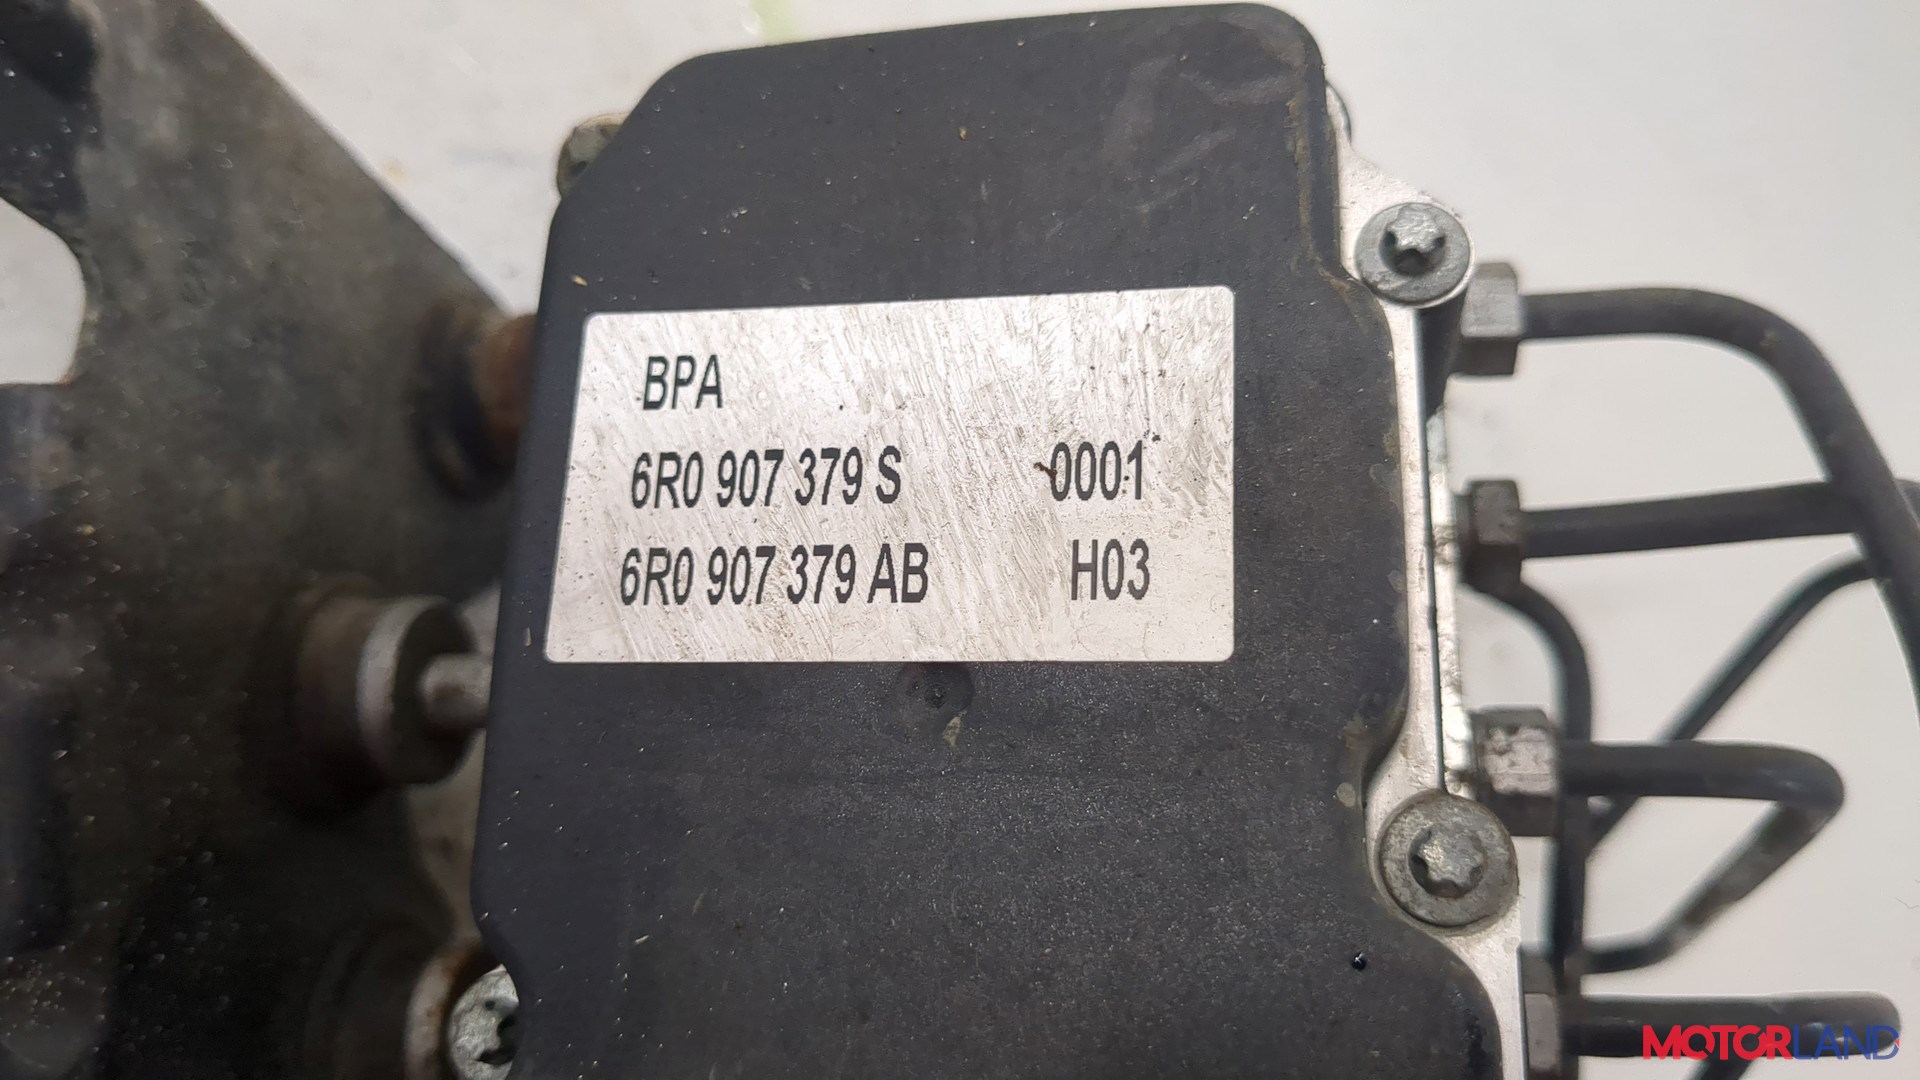 BPA
6R0 907 379 S 0001
6R0 907 379 AB H03
MOTORLAND